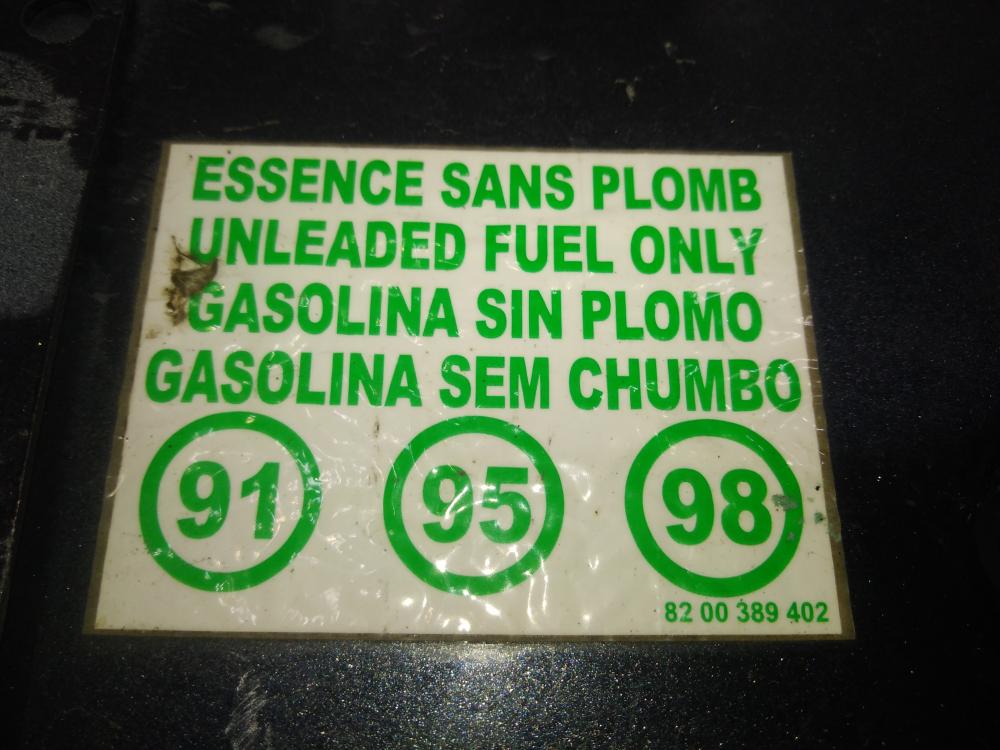 ESSENCE SANS PLOMB
UNLEADED FUEL ONLY
GASOLINA SIN PLOMO
GASOLINA SEM CHUMBO
91 95 98
82 00 389 402